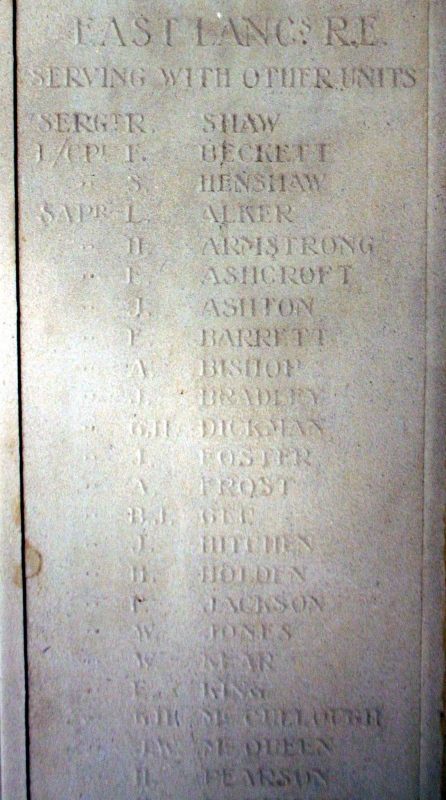 EAST LANCS. R.E.
SERVING WITH OTHER UNITS
SERGT R. SHAW
L/CPL F. BECKETT
" S. HENSHAW
SAPR L. ALKER
" H. ARMSTRONG
" F. ASHCROFT
" J. ASHTON
" F. BARRETT
" A. BISHOP
" J. BRADLEY
" G.H. DICKMAN
" J. FOSTER
" A. FROST
" B.J. GEE
" J. HITCHEN
" H. HOLDEN
" P. JACKSON
" W. JONES
" W. KEAR
" F. KING
" G.H. McCULLOUGH
" J.W. McQUEEN
" H. PEARSON